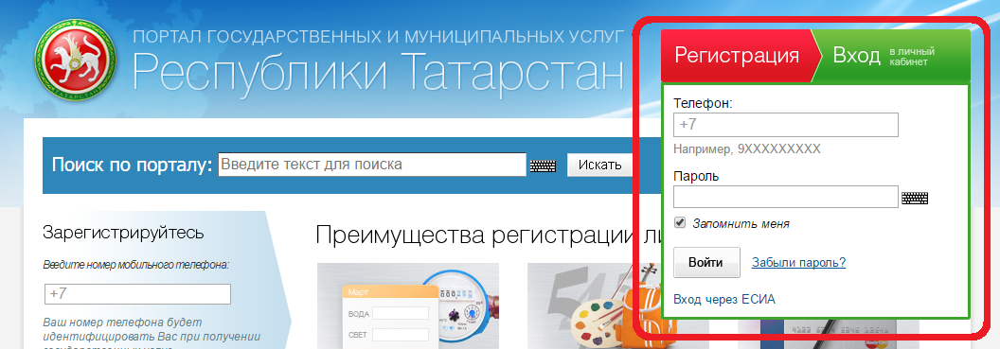 ПОРТАЛ ГОСУДАРСТВЕННЫХ И МУНИЦИПАЛЬНЫХ УСЛУГ
Республики Татарстан
ТАТАРСТАН
Регистрация
Вход
в личный
кабинет
Телефон:
+7
Например, 9XXXXXXXXX
Пароль
Запомнить меня
Войти
Забыли пароль?
Вход через ЕСИА
Поиск по порталу:
Введите текст для поиска
Искать
Зарегистрируйтесь
Введите номер мобильного телефона:
+7
Ваш номер телефона будет
идентифицировать Вас при получении
Преимущества регистрации ли
Март
ВОДА
СВЕТ